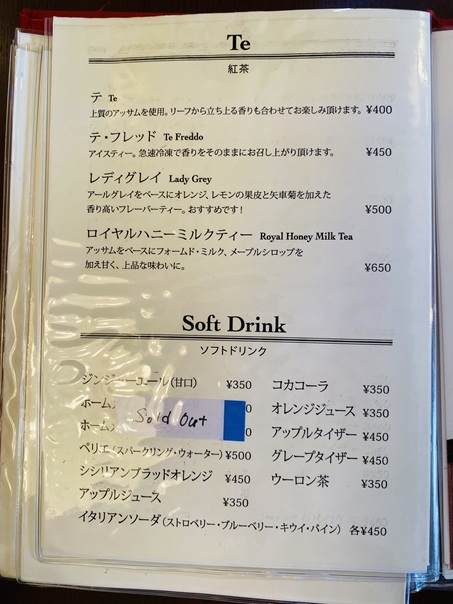 Te
紅茶
テ Te
上質のアッサムを使用。リーフから立ち上る香りも合わせてお楽しみ頂けます。 ¥400
テ・フレッド Te Freddo
アイスティー。急速冷凍で香りをそのままにお召し上がり頂けます。 ¥450
レディグレイ Lady Grey
アールグレイをベースにオレンジ、レモンの果皮と矢車菊を加えた
香り高いフレーバーティー。おすすめです! ¥500
ロイヤルハニーミルクティー Royal Honey Milk Tea
アッサムをベースにフォームド・ミルク、メープルシロップを
加え甘く、上品な味わいに。 ¥650
Soft Drink
ソフトドリンク
ジンジャーエール(甘口) ¥350
ホーム 0
Sold Out
ホーム 0
ペリエ(スパークリング・ウォーター) ¥500
シシリアンブラッドオレンジ ¥450
アップルジュース ¥350
コカコーラ ¥350
オレンジジュース ¥350
アップルタイザー ¥450
グレープタイザー ¥450
ウーロン茶 ¥350
イタリアンソーダ(ストロベリー・ブルーベリー・キウイ・パイン) 各¥450